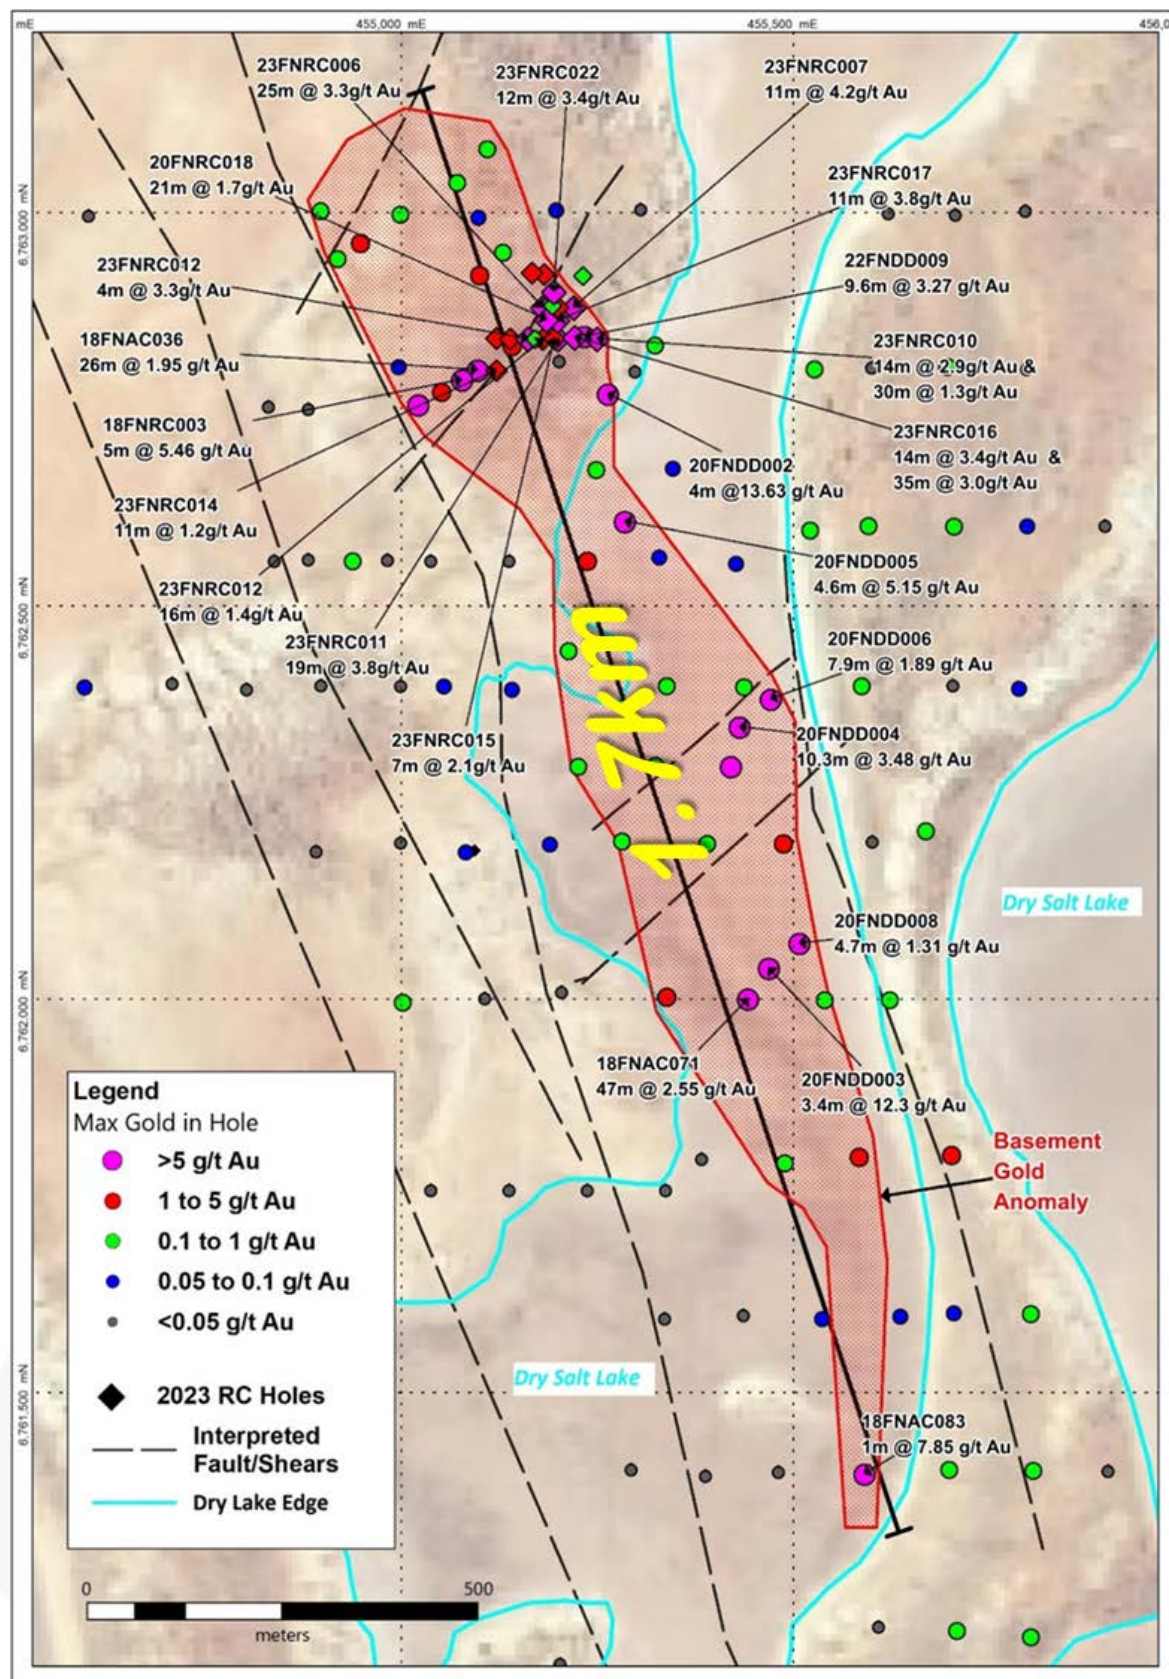 mE
455,000 mE
455,500 mE
456,0
23FNRC006
25m @ 3.3g/t Au
23FNRC022
12m @ 3.4g/t Au
23FNRC007
11m @ 4.2g/t Au
20FNRC018
21m @ 1.7g/t Au
23FNRC017
11m @ 3.8g/t Au
6,763,000 mN
23FNRC012
4m @ 3.3g/t Au
22FNDD009
9.6m @ 3.27 g/t Au
18FNAC036
26m @ 1.95 g/t Au
23FNRC010
14m @ 2.9g/t Au &
30m @ 1.3g/t Au
18FNRC003
5m @ 5.46 g/t Au
23FNRC016
14m @ 3.4g/t Au &
35m @ 3.0g/t Au
20FNDD002
4m @13.63 g/t Au
23FNRC014
11m @ 1.2g/t Au
20FNDD005
4.6m @ 5.15 g/t Au
23FNRC012
16m @ 1.4g/t Au
6,762,500 mN
23FNRC011
19m @ 3.8g/t Au
20FNDD006
7.9m @ 1.89 g/t Au
1.7km
23FNRC015
7m @ 2.1g/t Au
20FNDD004
10.3m @ 3.48 g/t Au
Dry Salt Lake
20FNDD008
4.7m @ 1.31 g/t Au
6,762,000 mN
18FNAC071
47m @ 2.55 g/t Au
20FNDD003
3.4m @ 12.3 g/t Au
Basement
Gold
Anomaly
Legend
Max Gold in Hole
>5 g/t Au
1 to 5 g/t Au
0.1 to 1 g/t Au
0.05 to 0.1 g/t Au
<0.05 g/t Au
2023 RC Holes
Interpreted
Fault/Shears
Dry Lake Edge
Dry Salt Lake
6,761,500 mN
18FNAC083
1m @ 7.85 g/t Au
0
500
meters